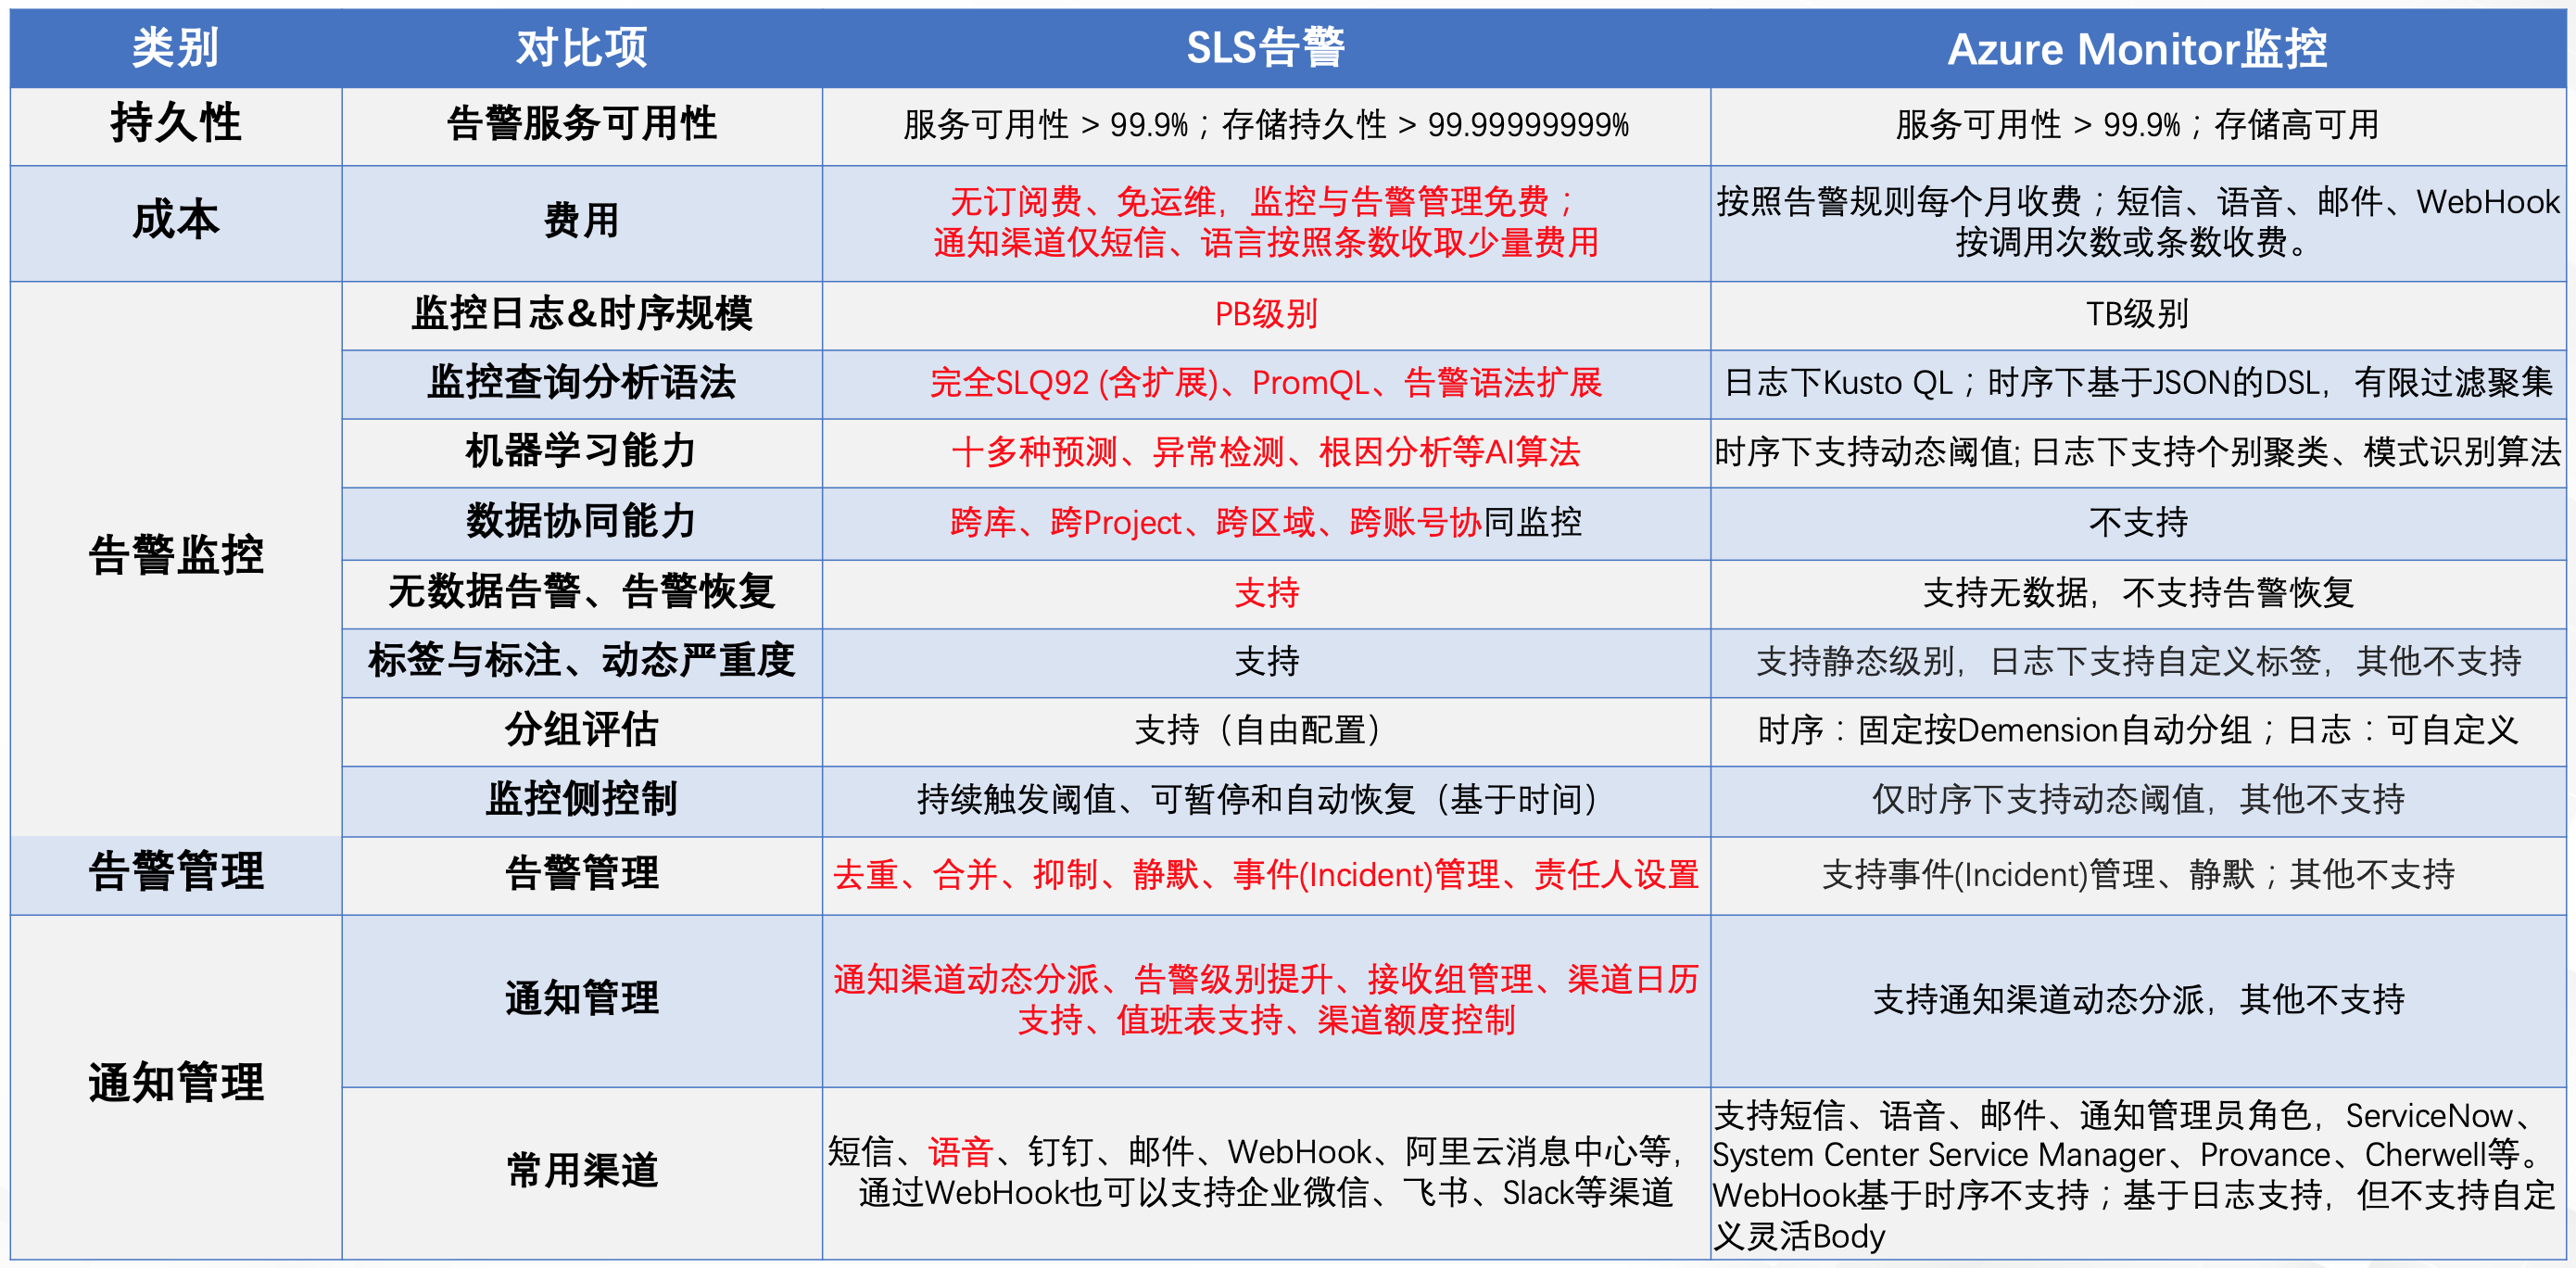 类别
对比项
SLS告警
Azure Monitor监控
持久性
告警服务可用性
服务可用性 > 99.9%；存储持久性 > 99.99999999%
服务可用性 > 99.9%；存储高可用
成本
费用
无订阅费、免运维，监控与告警管理免费；
通知渠道仅短信、语言按照条数收取少量费用
按照告警规则每个月收费；短信、语音、邮件、WebHook
按调用次数或条数收费。
告警监控
监控日志&时序规模
PB级别
TB级别
监控查询分析语法
完全SLQ92 (含扩展)、PromQL、告警语法扩展
日志下Kusto QL；时序下基于JSON的DSL，有限过滤聚集
机器学习能力
十多种预测、异常检测、根因分析等AI算法
时序下支持动态阈值; 日志下支持个别聚类、模式识别算法
数据协同能力
跨库、跨Project、跨区域、跨账号协同监控
不支持
无数据告警、告警恢复
支持
支持无数据，不支持告警恢复
标签与标注、动态严重度
支持
支持静态级别，日志下支持自定义标签，其他不支持
分组评估
支持（自由配置）
时序：固定按Demension自动分组；日志：可自定义
监控侧控制
持续触发阈值、可暂停和自动恢复（基于时间）
仅时序下支持动态阈值，其他不支持
告警管理
告警管理
去重、合并、抑制、静默、事件(Incident)管理、责任人设置
支持事件(Incident)管理、静默；其他不支持
通知管理
通知管理
通知渠道动态分派、告警级别提升、接收组管理、渠道日历
支持、值班表支持、渠道额度控制
支持通知渠道动态分派，其他不支持
常用渠道
短信、语音、钉钉、邮件、WebHook、阿里云消息中心等，
通过WebHook也可以支持企业微信、飞书、Slack等渠道
支持短信、语音、邮件、通知管理员角色，ServiceNow、
System Center Service Manager、Provance、Cherwell等。
WebHook基于时序不支持；基于日志支持，但不支持自定
义灵活Body